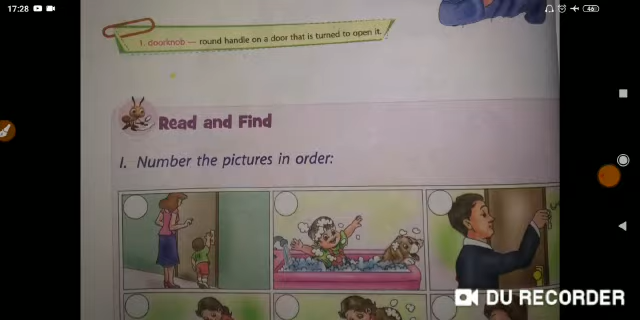 17:28
46
1. doorknob — round handle on a door that is turned to open it.
Read and Find
I. Number the pictures in order:
DU RECORDER